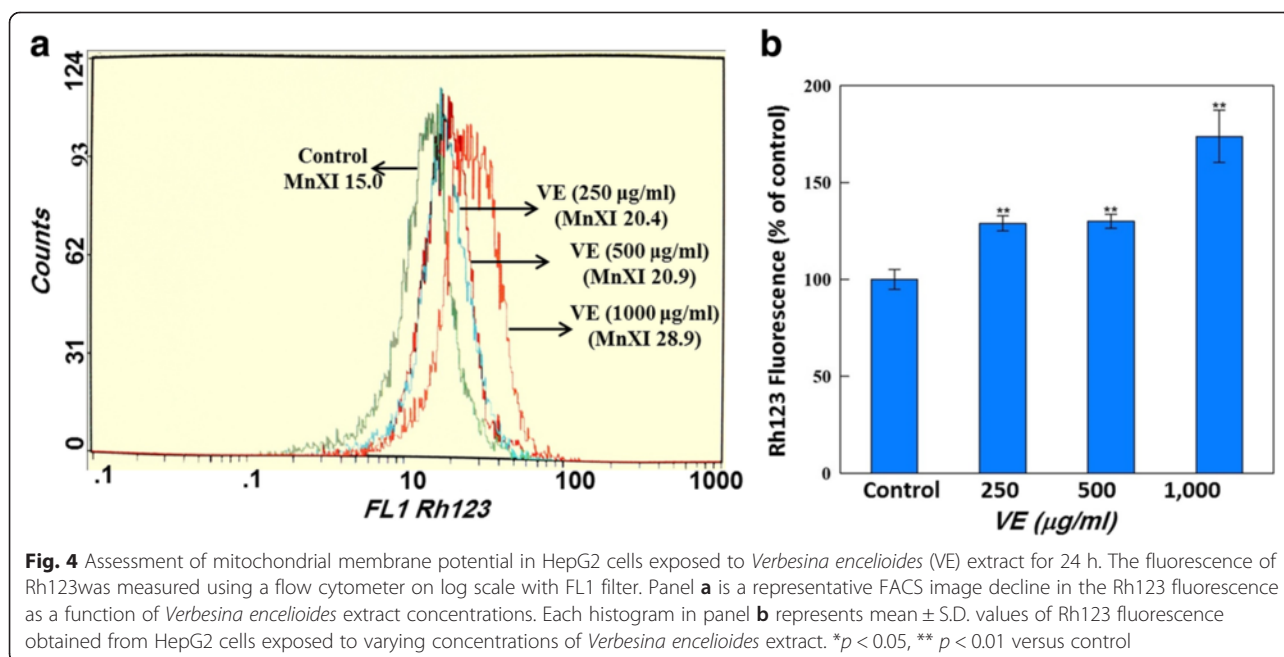 a
124
93
62
31
0
Counts
Control
MnXI 15.0
VE (250 µg/ml)
(MnXI 20.4)
VE (500 µg/ml)
(MnXI 20.9)
VE (1000 µg/ml)
(MnXI 28.9)
.1
.1
10
100
1000
FL1 Rh123
b
200
150
100
50
0
Rh123 Fluorescence (% of control)
**
**
**
Control
250
500
1,000
VE (µg/ml)
Fig. 4 Assessment of mitochondrial membrane potential in HepG2 cells exposed to Verbesina encelioides (VE) extract for 24 h. The fluorescence of
Rh123was measured using a flow cytometer on log scale with FL1 filter. Panel a is a representative FACS image decline in the Rh123 fluorescence
as a function of Verbesina encelioides extract concentrations. Each histogram in panel b represents mean ± S.D. values of Rh123 fluorescence
obtained from HepG2 cells exposed to varying concentrations of Verbesina encelioides extract. *p < 0.05, ** p < 0.01 versus control